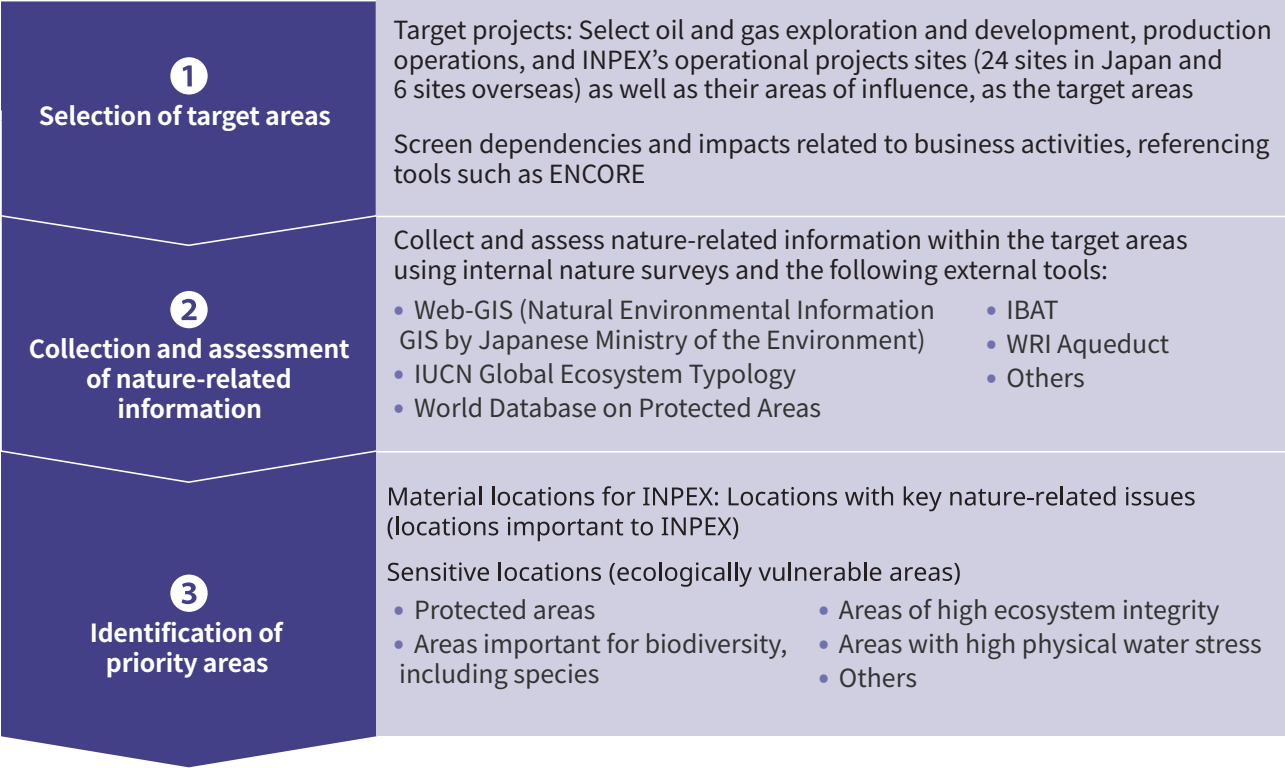 1
Selection of target areas
Target projects: Select oil and gas exploration and development, production
operations, and INPEX's operational projects sites (24 sites in Japan and
6 sites overseas) as well as their areas of influence, as the target areas
Screen dependencies and impacts related to business activities, referencing
tools such as ENCORE
2
Collection and assessment
of nature-related
information
Collect and assess nature-related information within the target areas
using internal nature surveys and the following external tools:
• Web-GIS (Natural Environmental Information
GIS by Japanese Ministry of the Environment)
• IUCN Global Ecosystem Typology
• World Database on Protected Areas
• IBAT
• WRI Aqueduct
• Others
3
Identification of
priority areas
Material locations for INPEX: Locations with key nature-related issues
(locations important to INPEX)
Sensitive locations (ecologically vulnerable areas)
• Protected areas
• Areas important for biodiversity,
including species
• Areas of high ecosystem integrity
• Areas with high physical water stress
• Others